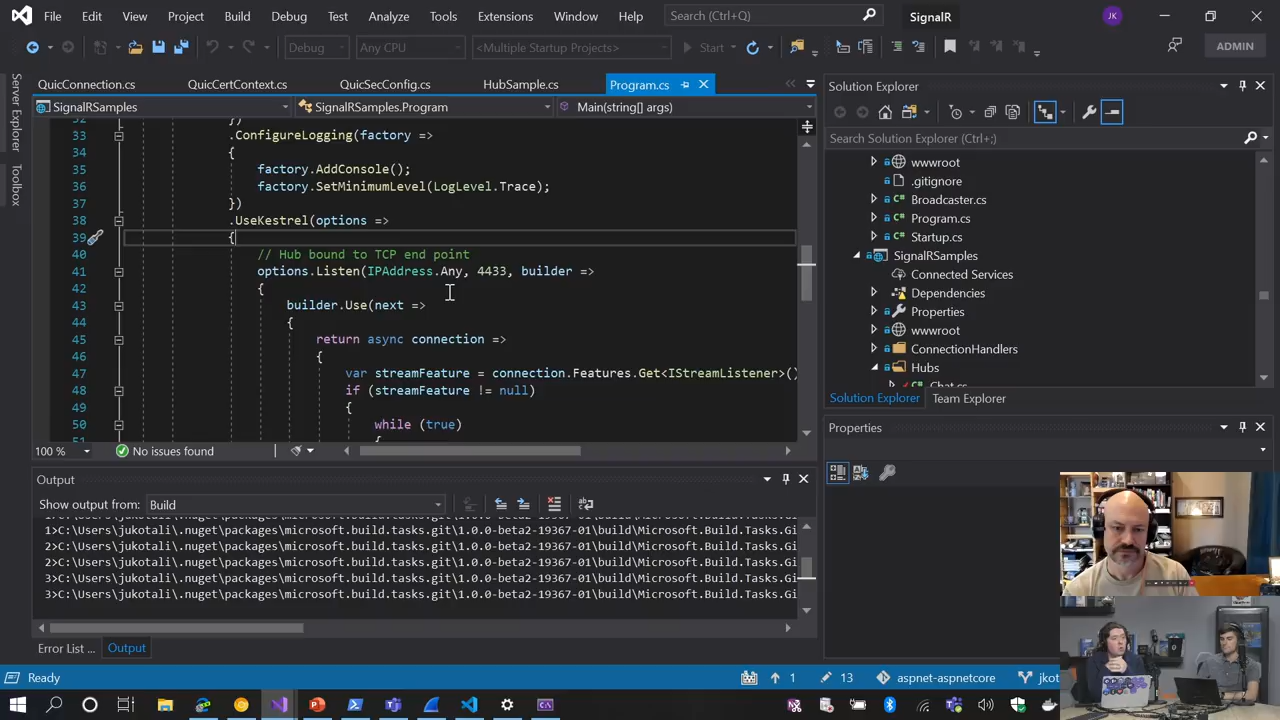 File Edit View Project Build Debug Test Analyze Tools Extensions Window Help Search (Ctrl+Q) SignalR JK
Debug Any CPU <Multiple Startup Projects> Start ADMIN
Server Explorer
Toolbox
QuicConnection.cs QuicCertContext.cs QuicSecConfig.cs HubSample.cs Program.cs
SignalRSamples SignalRSamples.Program Main(string[] args)
32 })
33 .ConfigureLogging(factory =>
34 {
35 factory.AddConsole();
36 factory.SetMinimumLevel(LogLevel.Trace);
37 })
38 .UseKestrel(options =>
39 {
40 // Hub bound to TCP end point
41 options.Listen(IPAddress.Any, 4433, builder =>
42 {
43 builder.Use(next =>
44 {
45 return async connection =>
46 {
47 var streamFeature = connection.Features.Get<IStreamListener>()
48 if (streamFeature != null)
49 {
50 while (true)
51 {
100 % No issues found
Output
Show output from: Build
1>C:\Users\jukotali\.nuget\packages\microsoft.build.tasks.git\1.0.0-beta2-19367-01\build\Microsoft.Build.Tasks.Gi
2>C:\Users\jukotali\.nuget\packages\microsoft.build.tasks.git\1.0.0-beta2-19367-01\build\Microsoft.Build.Tasks.Gi
2>C:\Users\jukotali\.nuget\packages\microsoft.build.tasks.git\1.0.0-beta2-19367-01\build\Microsoft.Build.Tasks.Gi
3>C:\Users\jukotali\.nuget\packages\microsoft.build.tasks.git\1.0.0-beta2-19367-01\build\Microsoft.Build.Tasks.Gi
3>C:\Users\jukotali\.nuget\packages\microsoft.build.tasks.git\1.0.0-beta2-19367-01\build\Microsoft.Build.Tasks.Gi
Error List ... Output
Solution Explorer
Search Solution Explorer (Ctrl+;)
wwwroot
.gitignore
Broadcaster.cs
Program.cs
Startup.cs
SignalRSamples
Connected Services
Dependencies
Properties
wwwroot
ConnectionHandlers
Hubs
Chat.cs
Solution Explorer Team Explorer
Properties
Ready 1 13 aspnet-aspnetcore jkot